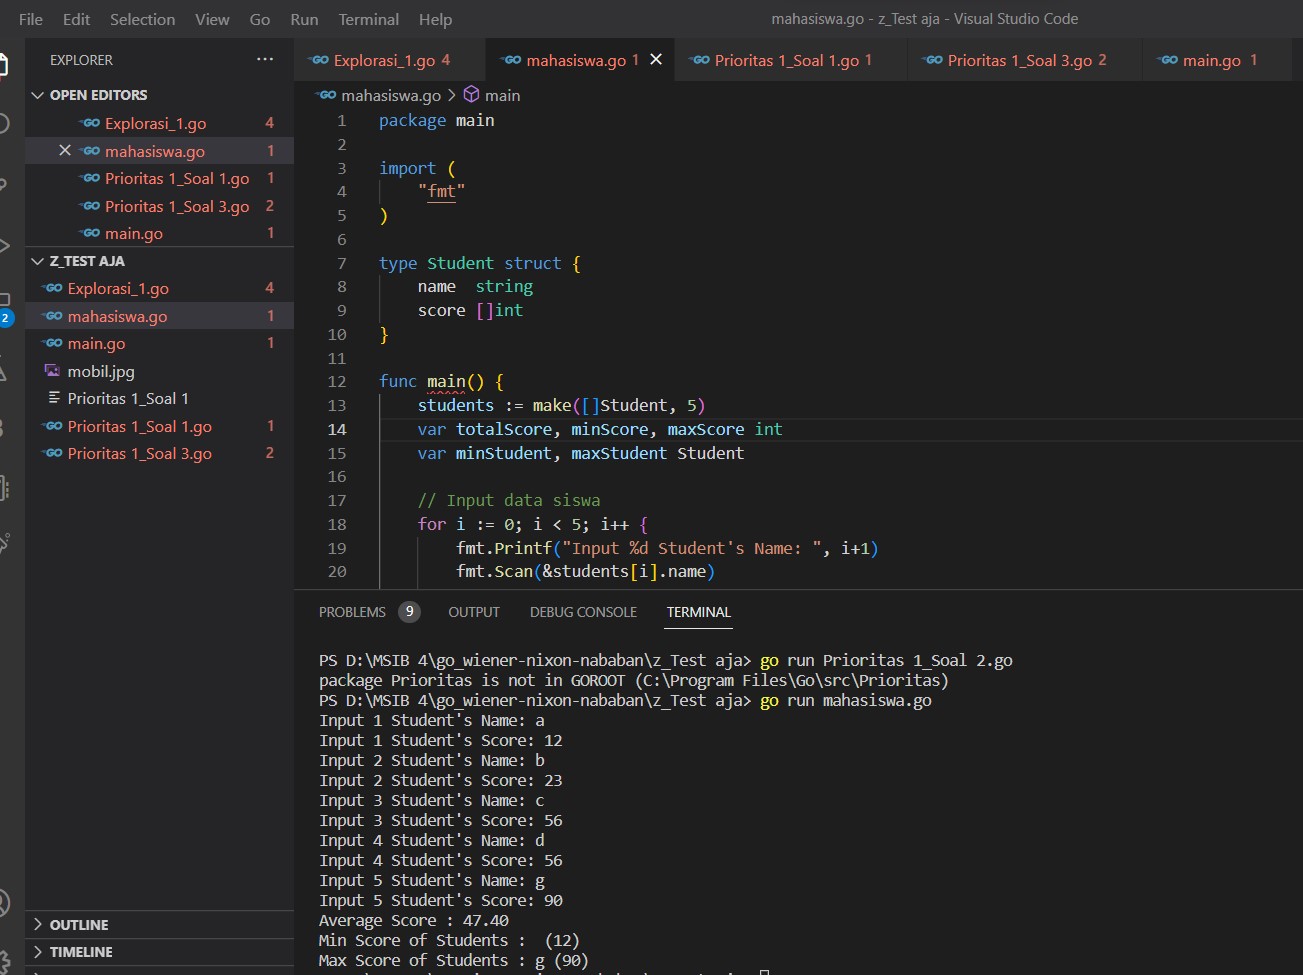 File Edit Selection View Go Run Terminal Help mahasiswa.go - z_Test aja - Visual Studio Code
EXPLORER ...
OPEN EDITORS
Explorasi_1.go 4
mahasiswa.go 1
Prioritas 1_Soal 1.go 1
Prioritas 1_Soal 3.go 2
main.go 1
Z_TEST AJA
Explorasi_1.go 4
mahasiswa.go 1
main.go 1
mobil.jpg
Prioritas 1_Soal 1
Prioritas 1_Soal 1.go 1
Prioritas 1_Soal 3.go 2
OUTLINE
TIMELINE
2
Explorasi_1.go 4 mahasiswa.go 1 Prioritas 1_Soal 1.go 1 Prioritas 1_Soal 3.go 2 main.go 1
mahasiswa.go > main
1 package main
2
3 import (
4 "fmt"
5 )
6
7 type Student struct {
8 name string
9 score []int
10 }
11
12 func main() {
13 students := make([]Student, 5)
14 var totalScore, minScore, maxScore int
15 var minStudent, maxStudent Student
16
17 // Input data siswa
18 for i := 0; i < 5; i++ {
19 fmt.Printf("Input %d Student's Name: ", i+1)
20 fmt.Scan(&students[i].name)
PROBLEMS 9 OUTPUT DEBUG CONSOLE TERMINAL
PS D:\MSIB 4\go_wiener-nixon-nababan\z_Test aja> go run Prioritas 1_Soal 2.go
package Prioritas is not in GOROOT (C:\Program Files\Go\src\Prioritas)
PS D:\MSIB 4\go_wiener-nixon-nababan\z_Test aja> go run mahasiswa.go
Input 1 Student's Name: a
Input 1 Student's Score: 12
Input 2 Student's Name: b
Input 2 Student's Score: 23
Input 3 Student's Name: c
Input 3 Student's Score: 56
Input 4 Student's Name: d
Input 4 Student's Score: 56
Input 5 Student's Name: g
Input 5 Student's Score: 90
Average Score : 47.40
Min Score of Students :  (12)
Max Score of Students : g (90)